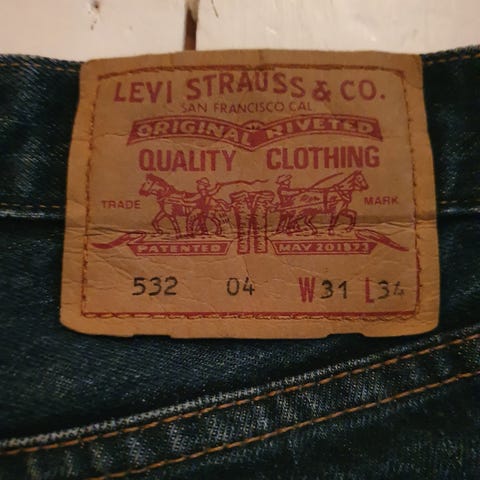 LEVI STRAUSS & CO.
SAN FRANCISCO CAL
ORIGINAL RIVETED
QUALITY CLOTHING
TRADE MARK
PATENTED MAY 20 1873
532 04 W31 L34